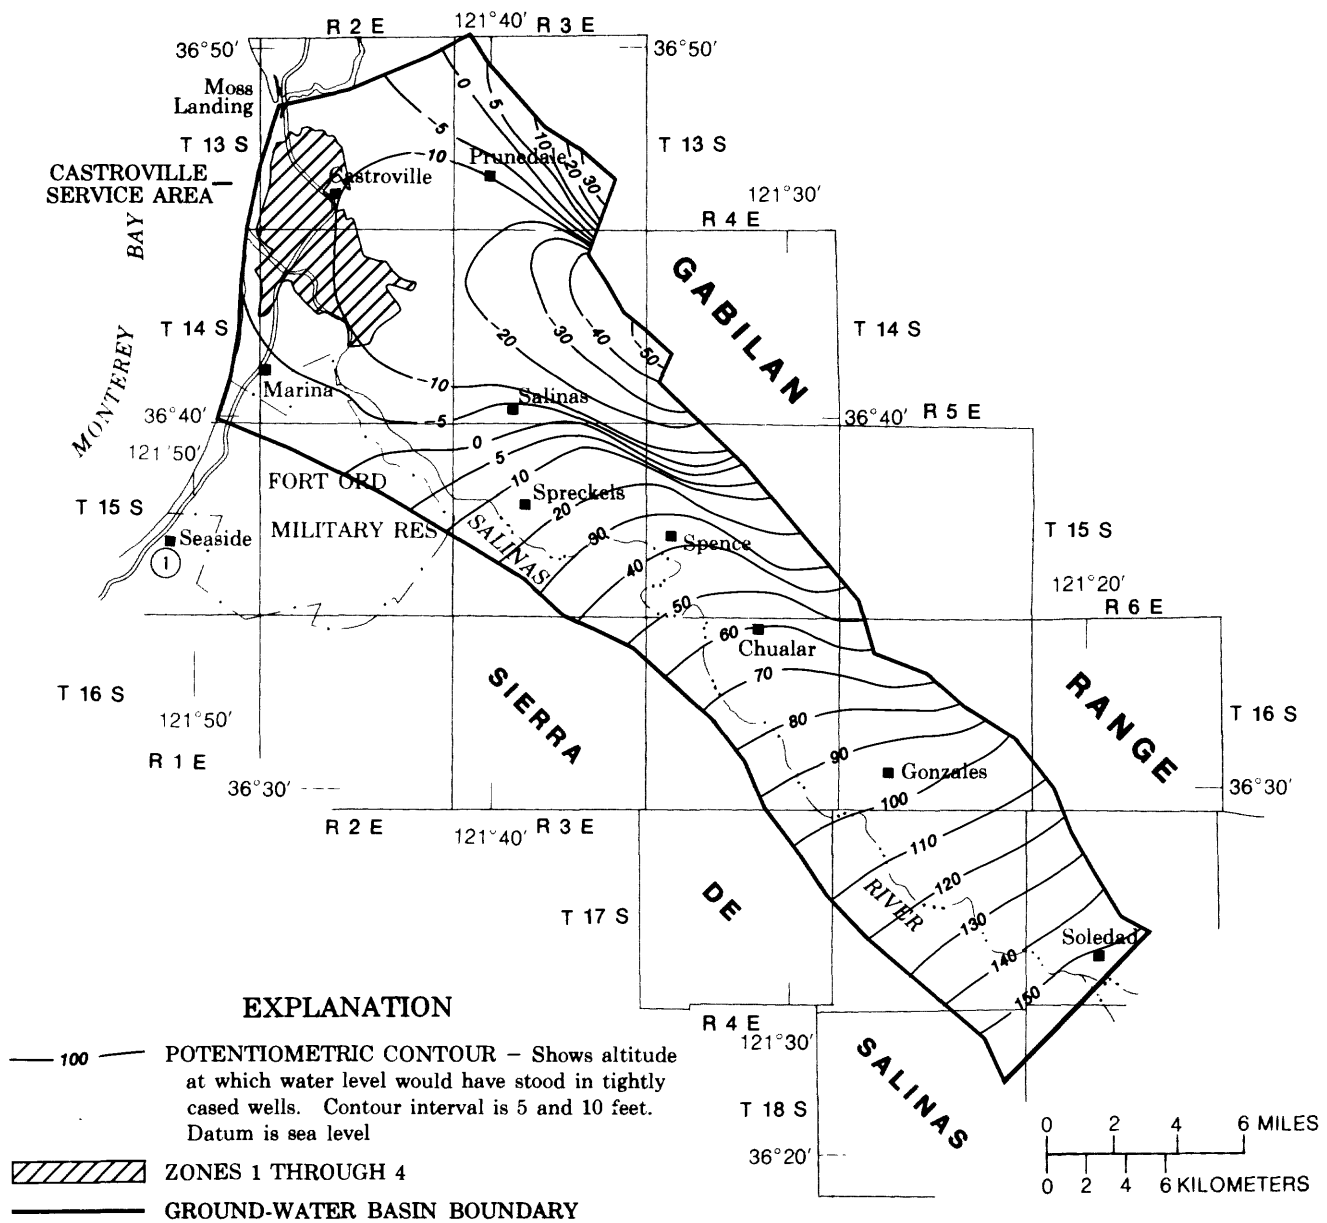 R 2 E
121°40′
R 3 E
36°50′
36°50′
Moss
Landing
T 13 S
T 13 S
CASTROVILLE
SERVICE AREA
Castroville
Prunedale
0
5
10
20
30
-5
-10
121°30′
R 4 E
MONTEREY BAY
GABILAN
T 14 S
T 14 S
-20
-30
-40
-50
Marina
-10
Salinas
-5
36°40′
36°40′
R 5 E
121°50′
0
5
10
FORT ORD
MILITARY RES
T 15 S
Seaside
1
Spreckels
20
SALINAS
30
Spence
40
T 15 S
121°20′
R 6 E
50
60
Chualar
70
SIERRA
RANGE
T 16 S
T 16 S
121°50′
R 1 E
80
90
Gonzales
100
36°30′
36°30′
R 2 E
121°40′
R 3 E
110
120
130
140
150
RIVER
Soledad
DE
T 17 S
R 4 E
121°30′
SALINAS
T 18 S
36°20′
EXPLANATION
100
POTENTIOMETRIC CONTOUR – Shows altitude
at which water level would have stood in tightly
cased wells. Contour interval is 5 and 10 feet.
Datum is sea level
ZONES 1 THROUGH 4
GROUND-WATER BASIN BOUNDARY
0 2 4 6 MILES
0 2 4 6 KILOMETERS